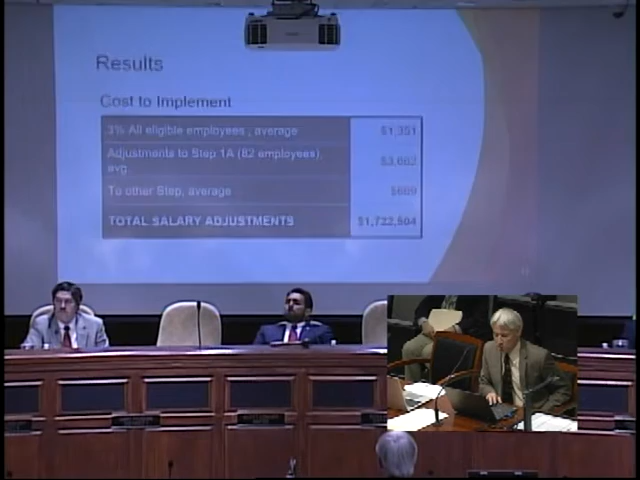 Results
Cost to Implement
3% All eligible employees , average $1,351
Adjustments to Step 1A (82 employees), $3,662
avg.
To other Step, average $689
TOTAL SALARY ADJUSTMENTS $1,722,504